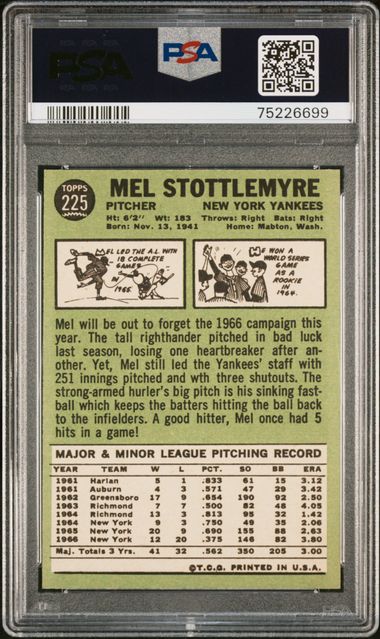 PSA
PSA
75226699
TOPPS
225
MEL STOTTLEMYRE
PITCHER NEW YORK YANKEES
Ht: 6'2" Wt: 183 Throws: Right Bats: Right
Born: Nov. 13, 1941 Home: Mabton, Wash.
MEL LED THE A.L. WITH
18 COMPLETE
GAMES
IN
1965.
HE WON A
WORLD SERIES
GAME
AS A
ROOKIE
IN
1964.
Mel will be out to forget the 1966 campaign this
year. The tall righthander pitched in bad luck
last season, losing one heartbreaker after an-
other. Yet, Mel still led the Yankees' staff with
251 innings pitched and wth three shutouts. The
strong-armed hurler's big pitch is his sinking fast-
ball which keeps the batters hitting the ball back
to the infielders. A good hitter, Mel once had 5
hits in a game!
MAJOR & MINOR LEAGUE PITCHING RECORD
YEAR TEAM W L PCT. SO BB ERA
1961 Harlan 5 1 .833 61 15 3.12
1961 Auburn 4 3 .571 47 29 3.42
1962 Greensboro 17 9 .654 190 92 2.50
1963 Richmond 7 7 .500 82 48 4.05
1964 Richmond 13 3 .813 95 32 1.42
1964 New York 9 3 .750 49 35 2.06
1965 New York 20 9 .690 155 88 2.63
1966 New York 12 20 .375 146 82 3.80
Maj. Totals 3 Yrs. 41 32 .562 350 205 3.00
©T.C.G. PRINTED IN U.S.A.
PSA